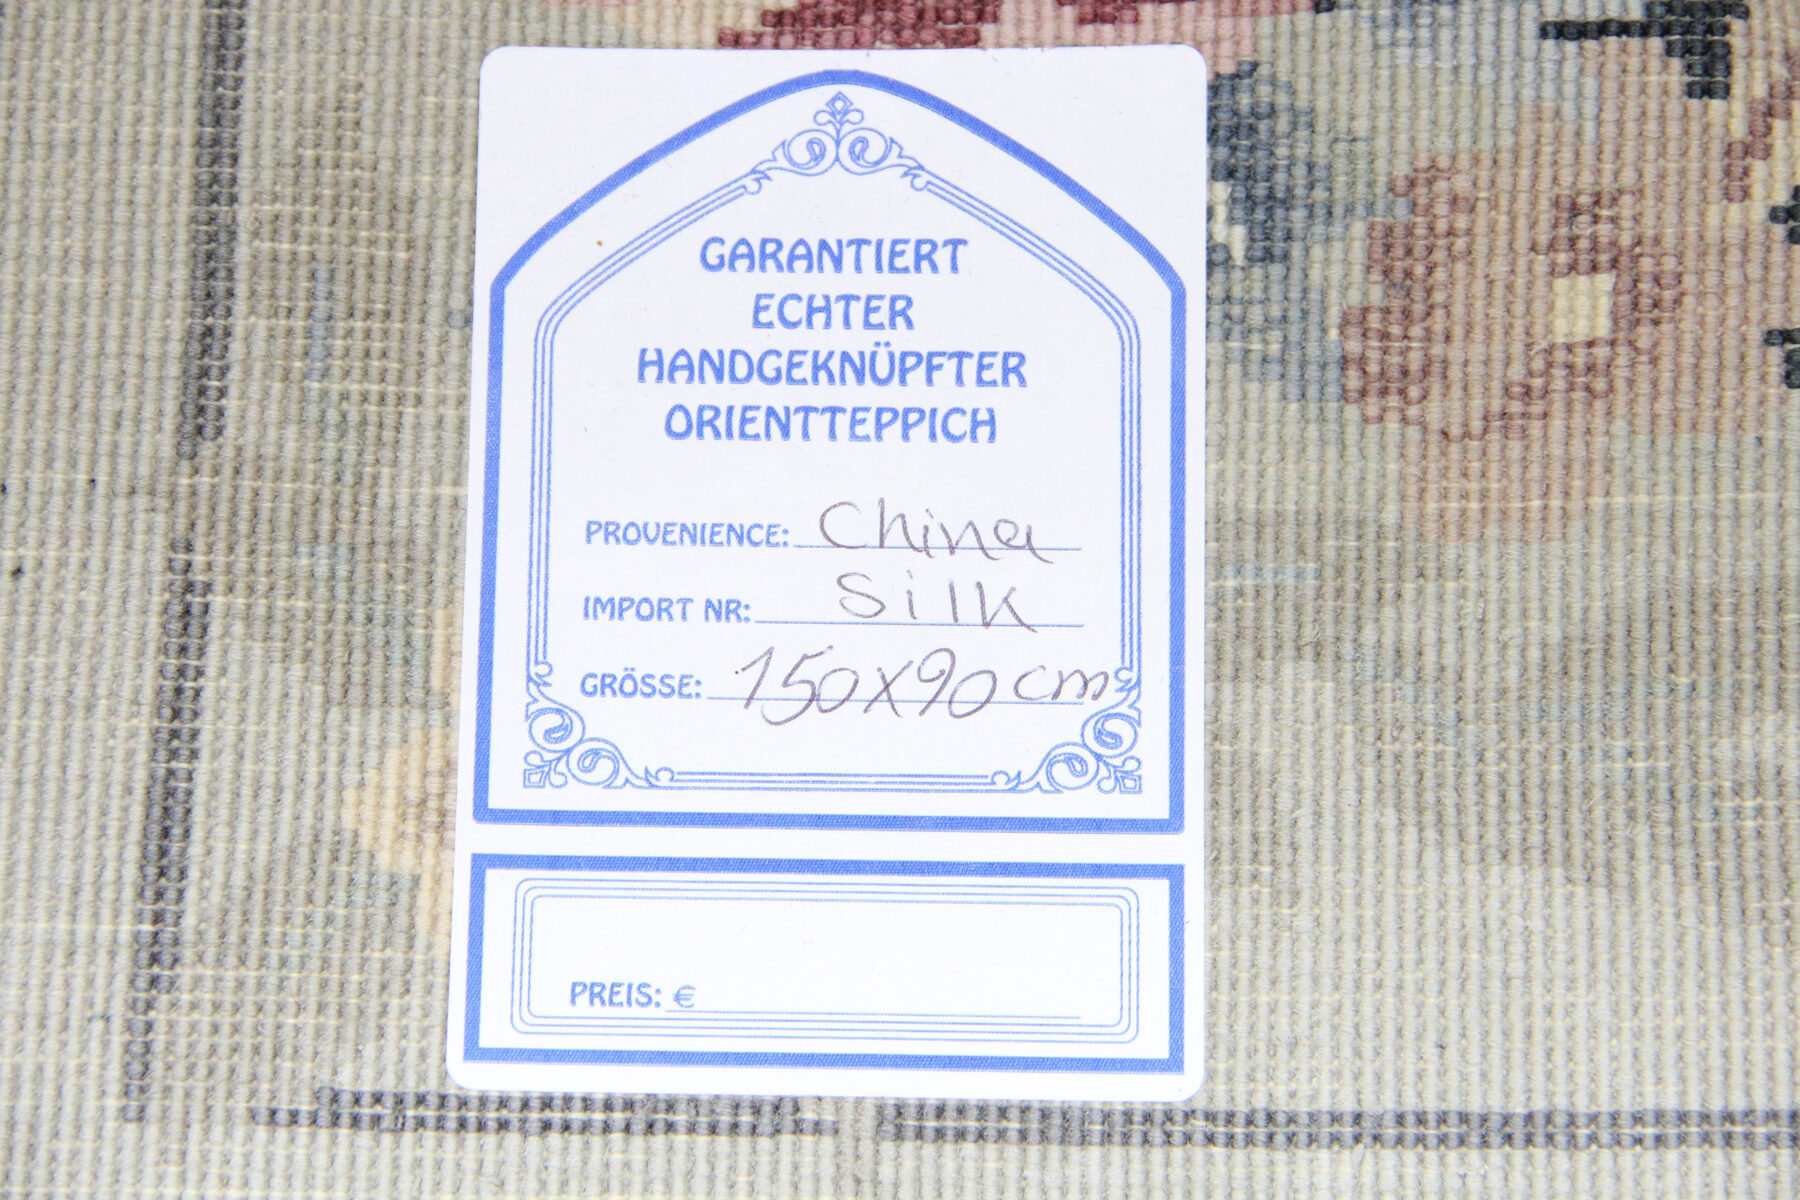 GARANTIERT
ECHTER
HANDGEKNÜPFTER
ORIENTTEPPICH
PROVENIENCE: China
IMPORT NR: Silk
GRÖSSE: 150x90 cm
PREIS: €